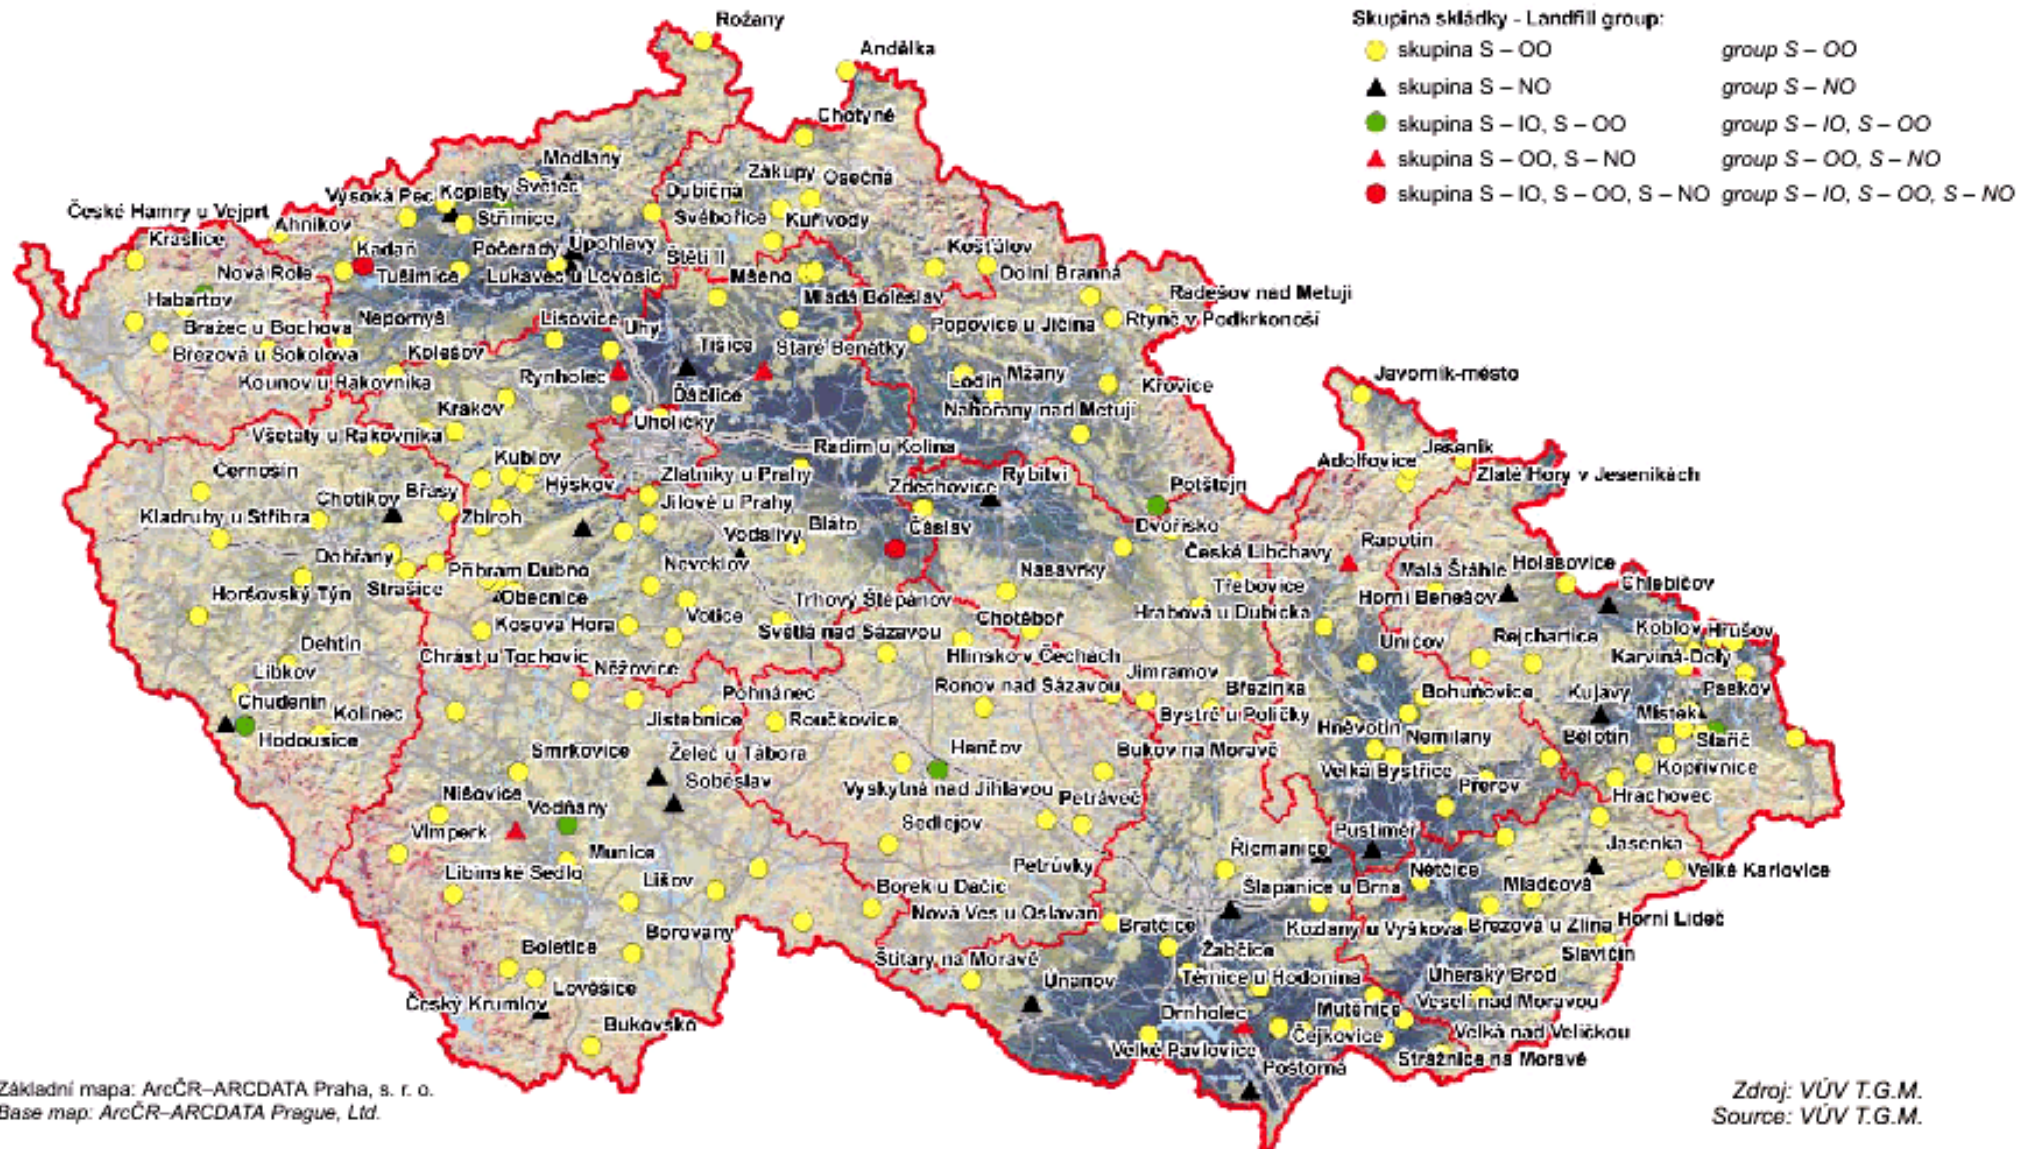 Skupina skládky - Landfill group:
skupina S – OO group S – OO
skupina S – NO group S – NO
skupina S – IO, S – OO group S – IO, S – OO
skupina S – OO, S – NO group S – OO, S – NO
skupina S – IO, S – OO, S – NO group S – IO, S – OO, S – NO
Rožany
Andělka
Chotyně
Modlany
Zákupy
Osečná
Vysoká Pec
Kopisty
Světec
Dubičná
České Hamry u Vejprt
Ahníkov
Střimice
Svébořice
Kuřivody
Kraslice
Kadaň
Počerady
Úpohlavy
Štětí II
Košťálov
Nová Role
Tušimice
Lukavec u Lovosic
Mšeno
Dolní Branná
Habartov
Mladá Boleslav
Radešov nad Metují
Nepomyšl
Lišovice
Uhy
Popovice u Jičína
Rtyně v Podkrkonoší
Bražec u Bochova
Březová u Sokolova
Kolešov
Tišice
Staré Benátky
Kounov u Rakovníka
Rynholec
Ďáblice
Lodín
Mžany
Křovice
Javorník-město
Krakov
Nahořany nad Metují
Úholičky
Všetaty u Rakovníka
Radim u Kolína
Jeseník
Černošín
Kublov
Zlatníky u Prahy
Rybitví
Adolfovice
Zlaté Hory v Jeseníkách
Chotíkov
Břasy
Hýskov
Jílové u Prahy
Zdechovice
Potštejn
Kladruby u Stříbra
Zbiroh
Vodslivy
Bláto
Čáslav
Dvořisko
Dobřany
Neveklov
České Libchavy
Rapotín
Příbram Dubno
Nasavrky
Malá Štáhle
Holasovice
Horšovský Týn
Strašice
Obecnice
Třebovice
Horní Benešov
Chlebičov
Votice
Trhový Štěpánov
Chotěboř
Hrabová u Dubicka
Kosova Hora
Světlá nad Sázavou
Uničov
Rejchartice
Koblov
Hrušov
Dehtín
Chrást u Tochovic
Hlinsko v Čechách
Karviná-Doly
Libkov
Něžovice
Jimramov
Chudenín
Pohnánec
Ronov nad Sázavou
Březinka
Bohuňovice
Kujavy
Paskov
Kolinec
Jistebnice
Roučkovice
Bystré u Poličky
Místek
Hodousice
Hněvotín
Nemilany
Bělotín
Staříč
Smrkovice
Želeč u Tábora
Henčov
Bukov na Moravě
Soběslav
Velká Bystřice
Kopřivnice
Nišovice
Vodňany
Vyskytná nad Jihlavou
Petráveč
Přerov
Hrachovec
Vimperk
Sedlejov
Pustiměř
Munice
Říčmanice
Jasenka
Libínské Sedlo
Lišov
Petrůvky
Nětčice
Velké Karlovice
Borek u Dačic
Šlapanice u Brna
Mladcová
Nová Ves u Oslavan
Borovany
Bratčice
Kozlany u Vyškova
Březová u Zlína
Horní Lideč
Boletice
Štítary na Moravě
Žabčice
Slavičín
Únanov
Těmice u Hodonína
Uherský Brod
Lověšice
Český Krumlov
Drnholec
Mutěnice
Veselí nad Moravou
Bukovsko
Čejkovice
Velká nad Veličkou
Velké Pavlovice
Strážnice na Moravě
Poštorná
Základní mapa: ArcČR–ARCDATA Praha, s. r. o.
Base map: ArcČR–ARCDATA Prague, Ltd.
Zdroj: VÚV T.G.M.
Source: VÚV T.G.M.